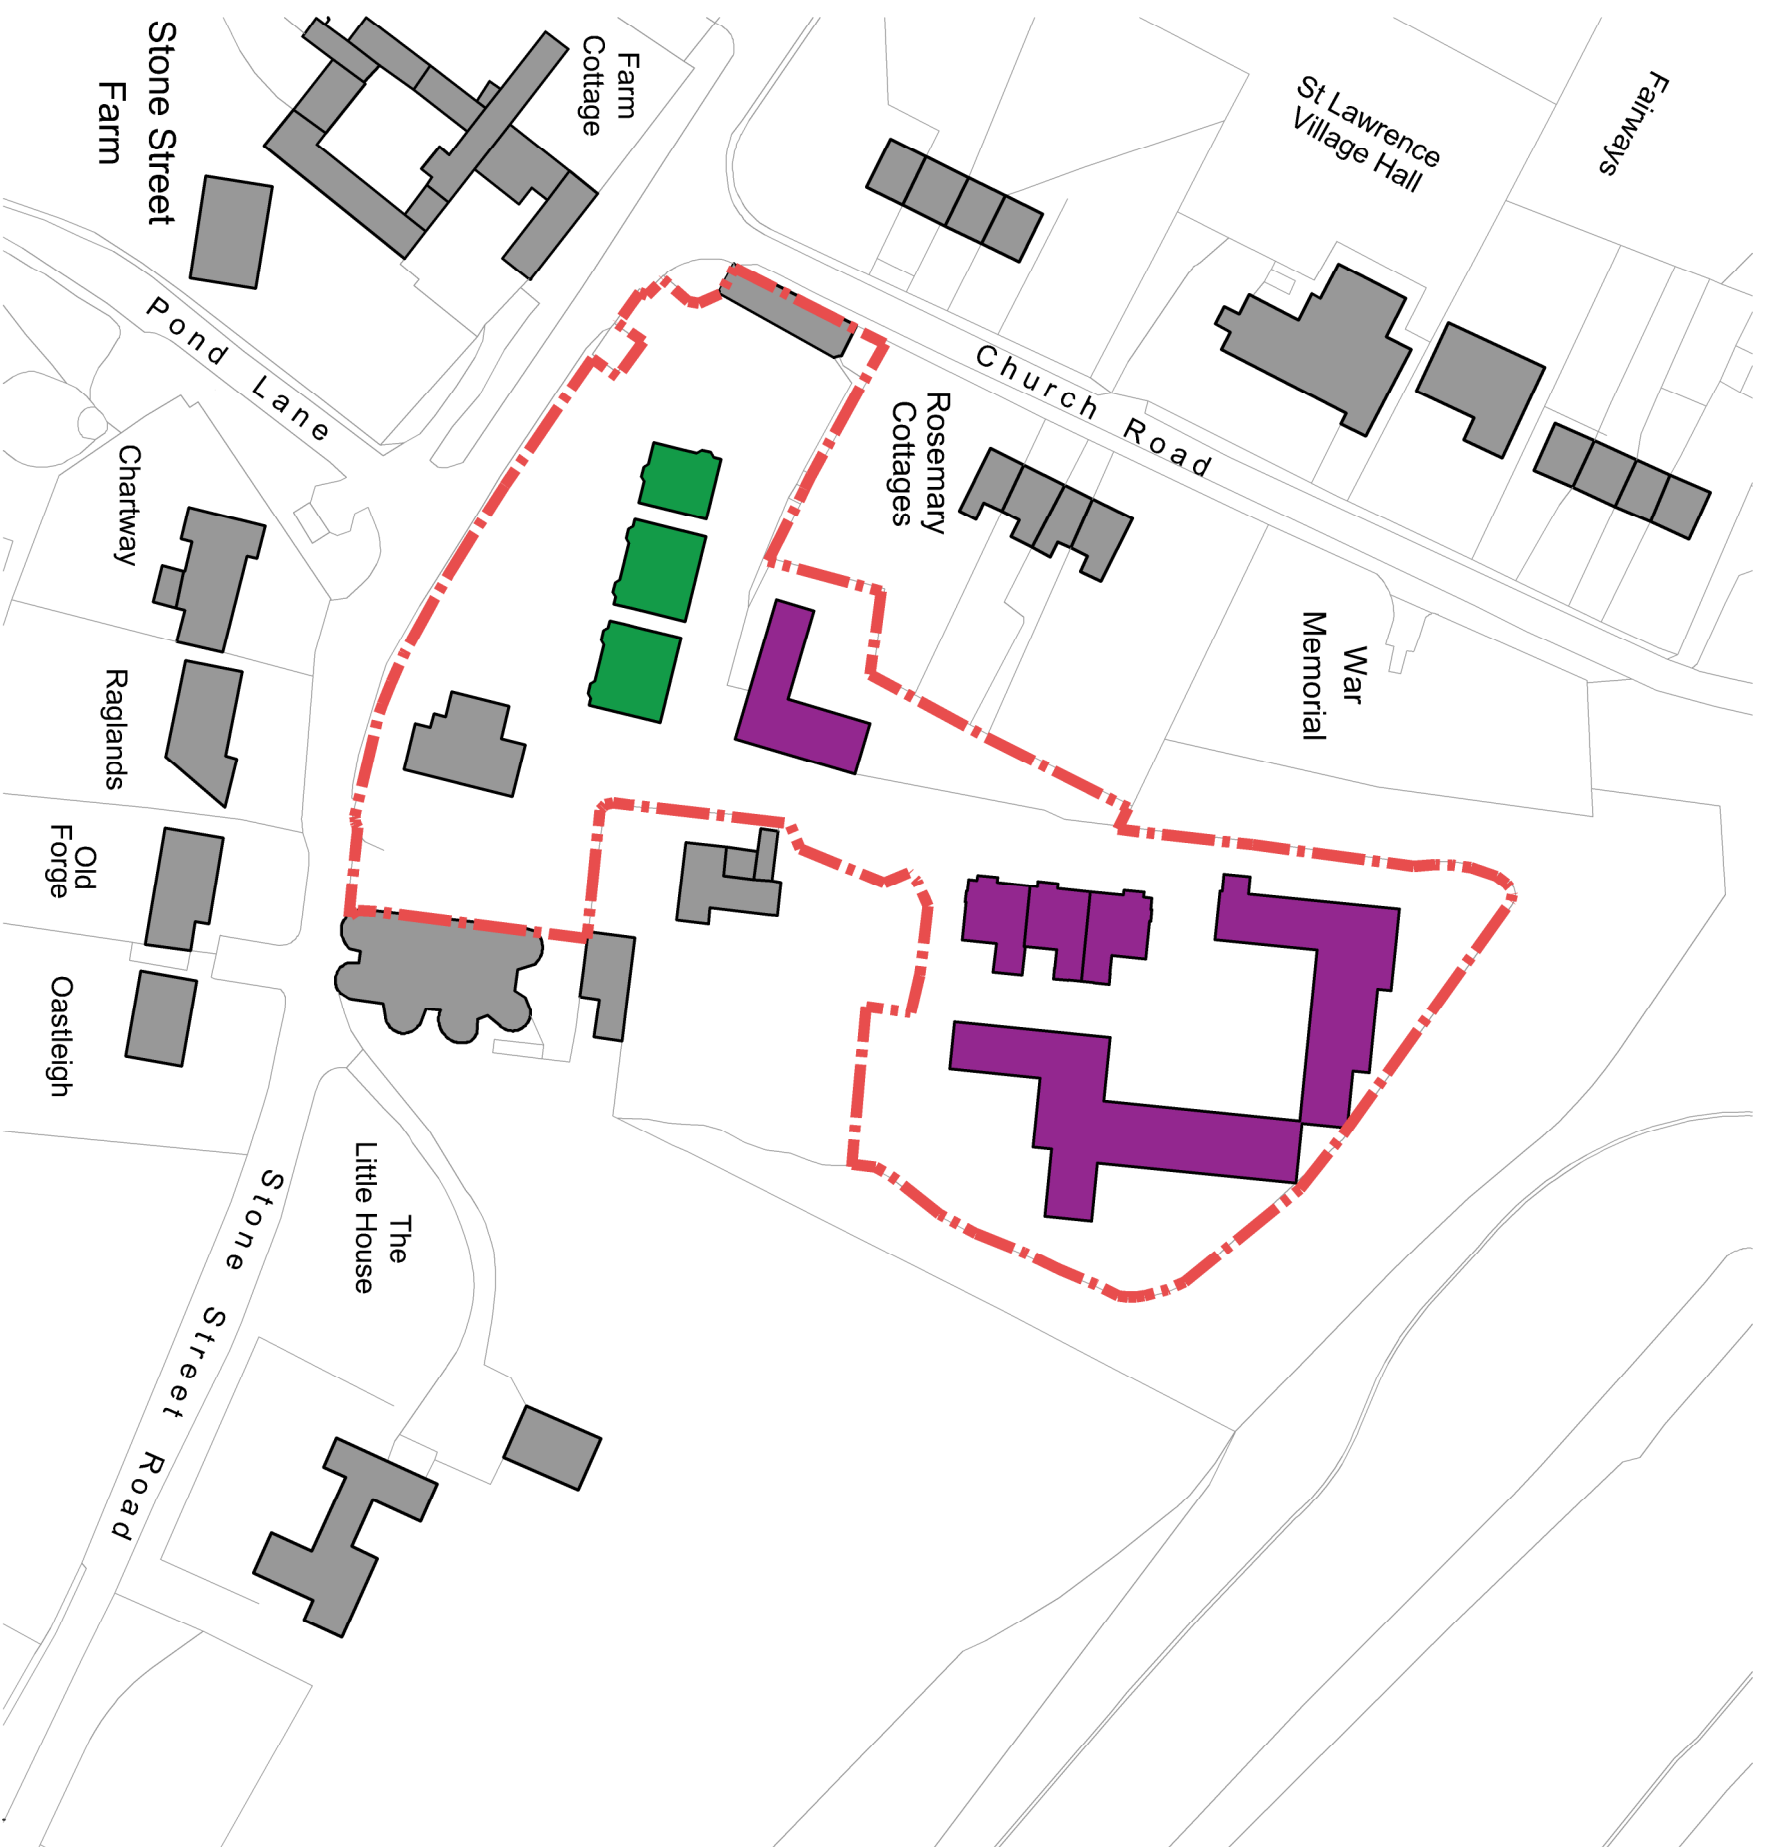 Stone Street
Farm
Farm
Cottage
St Lawrence
Village Hall
Fairways
Pond Lane
Church Road
Rosemary
Cottages
Chartway
War
Memorial
Raglands
Old
Forge
Oastleigh
The
Little House
Stone Street Road